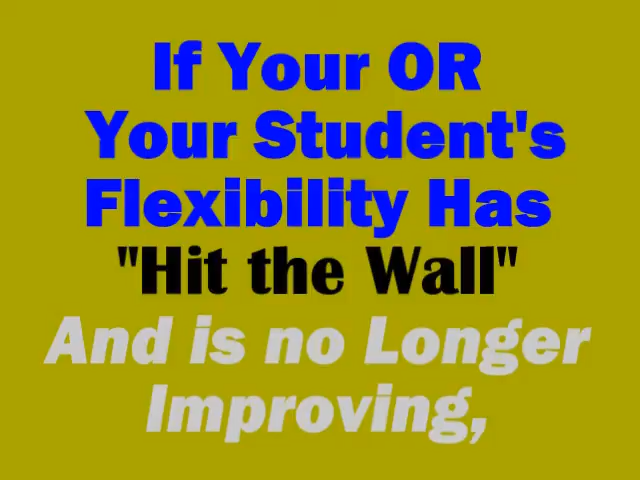 If Your OR
Your Student's
Flexibility Has
"Hit the Wall"
And is no Longer
Improving,